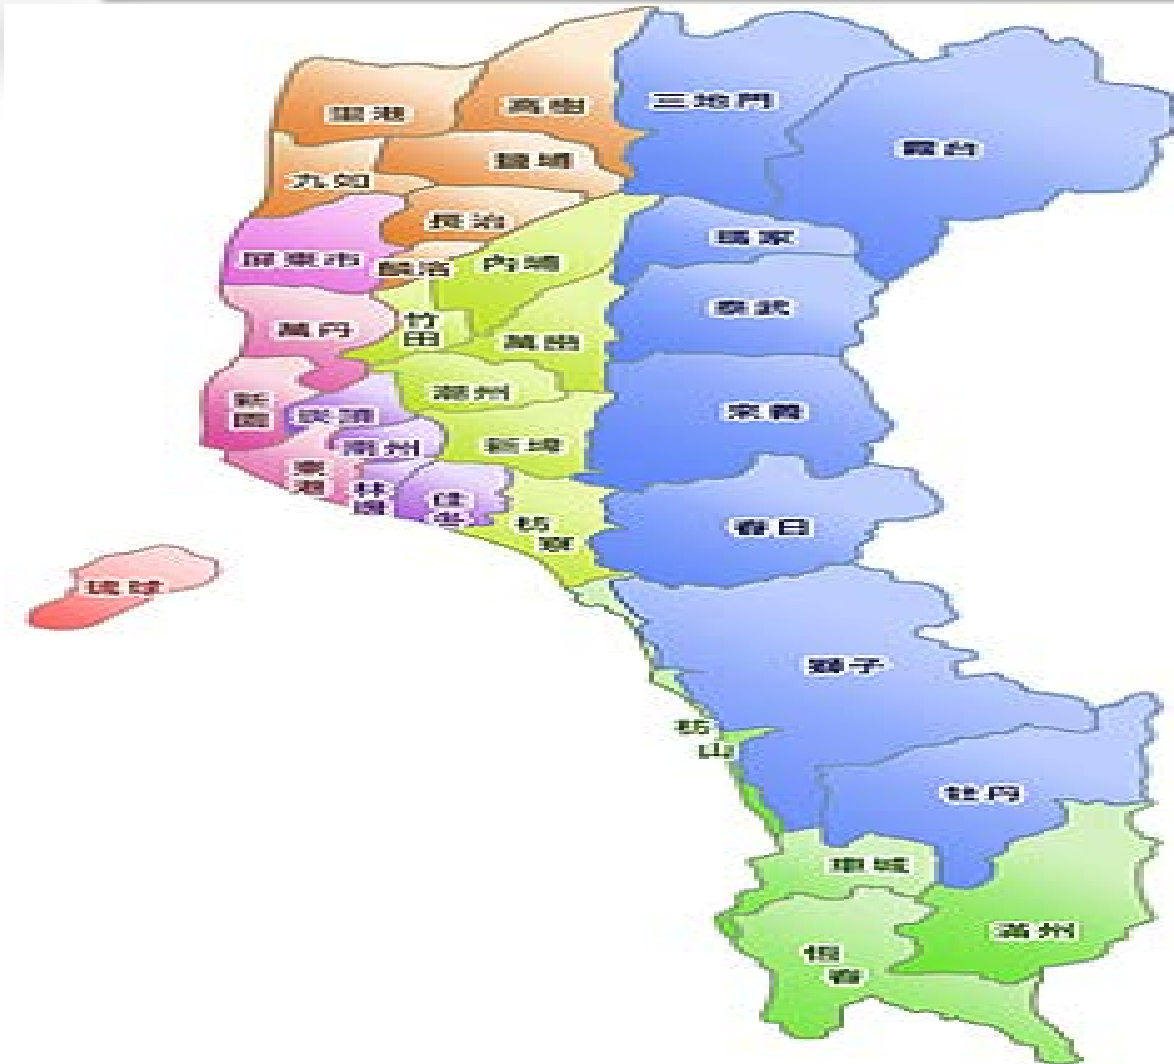 里港
高樹
三地門
霧台
鹽埔
九如
長治
瑪家
屏東市
麟洛
內埔
泰武
萬丹
竹
田
萬巒
潮州
新
園
崁頂
來義
南州
新埤
東
港
林
邊
佳
冬
枋
寮
春日
琉球
獅子
枋
山
牡丹
車城
滿州
恆
春